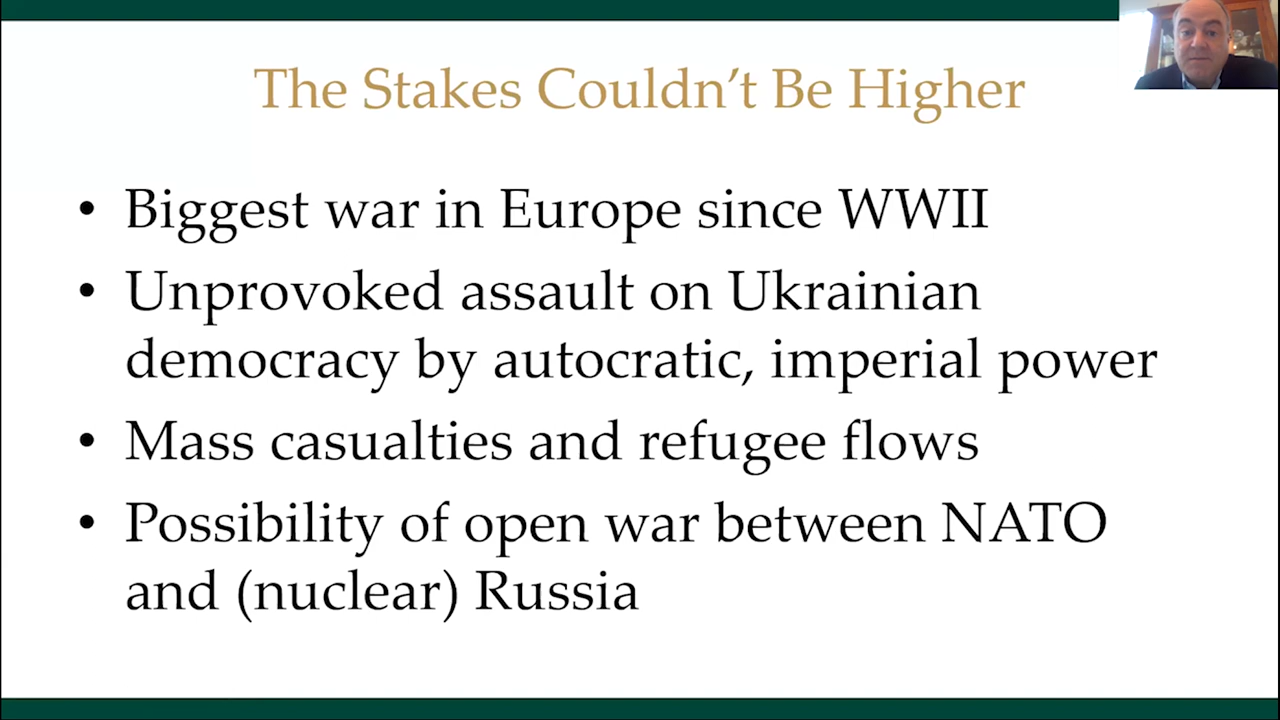 The Stakes Couldn’t Be Higher
• Biggest war in Europe since WWII
• Unprovoked assault on Ukrainian
democracy by autocratic, imperial power
• Mass casualties and refugee flows
• Possibility of open war between NATO
and (nuclear) Russia